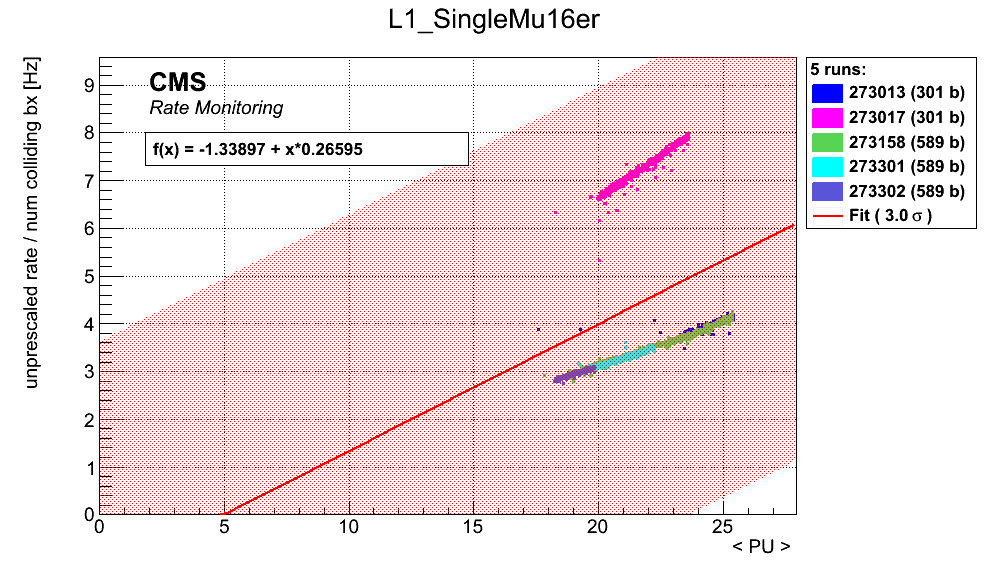 L1_SingleMu16er
unprescaled rate / num colliding bx [Hz]
CMS
Rate Monitoring
f(x) = -1.33897 + x*0.26595
9
8
7
6
5
4
3
2
1
0
0 5 10 15 20 25
< PU >
5 runs:
273013 (301 b)
273017 (301 b)
273158 (589 b)
273301 (589 b)
273302 (589 b)
Fit ( 3.0 σ )